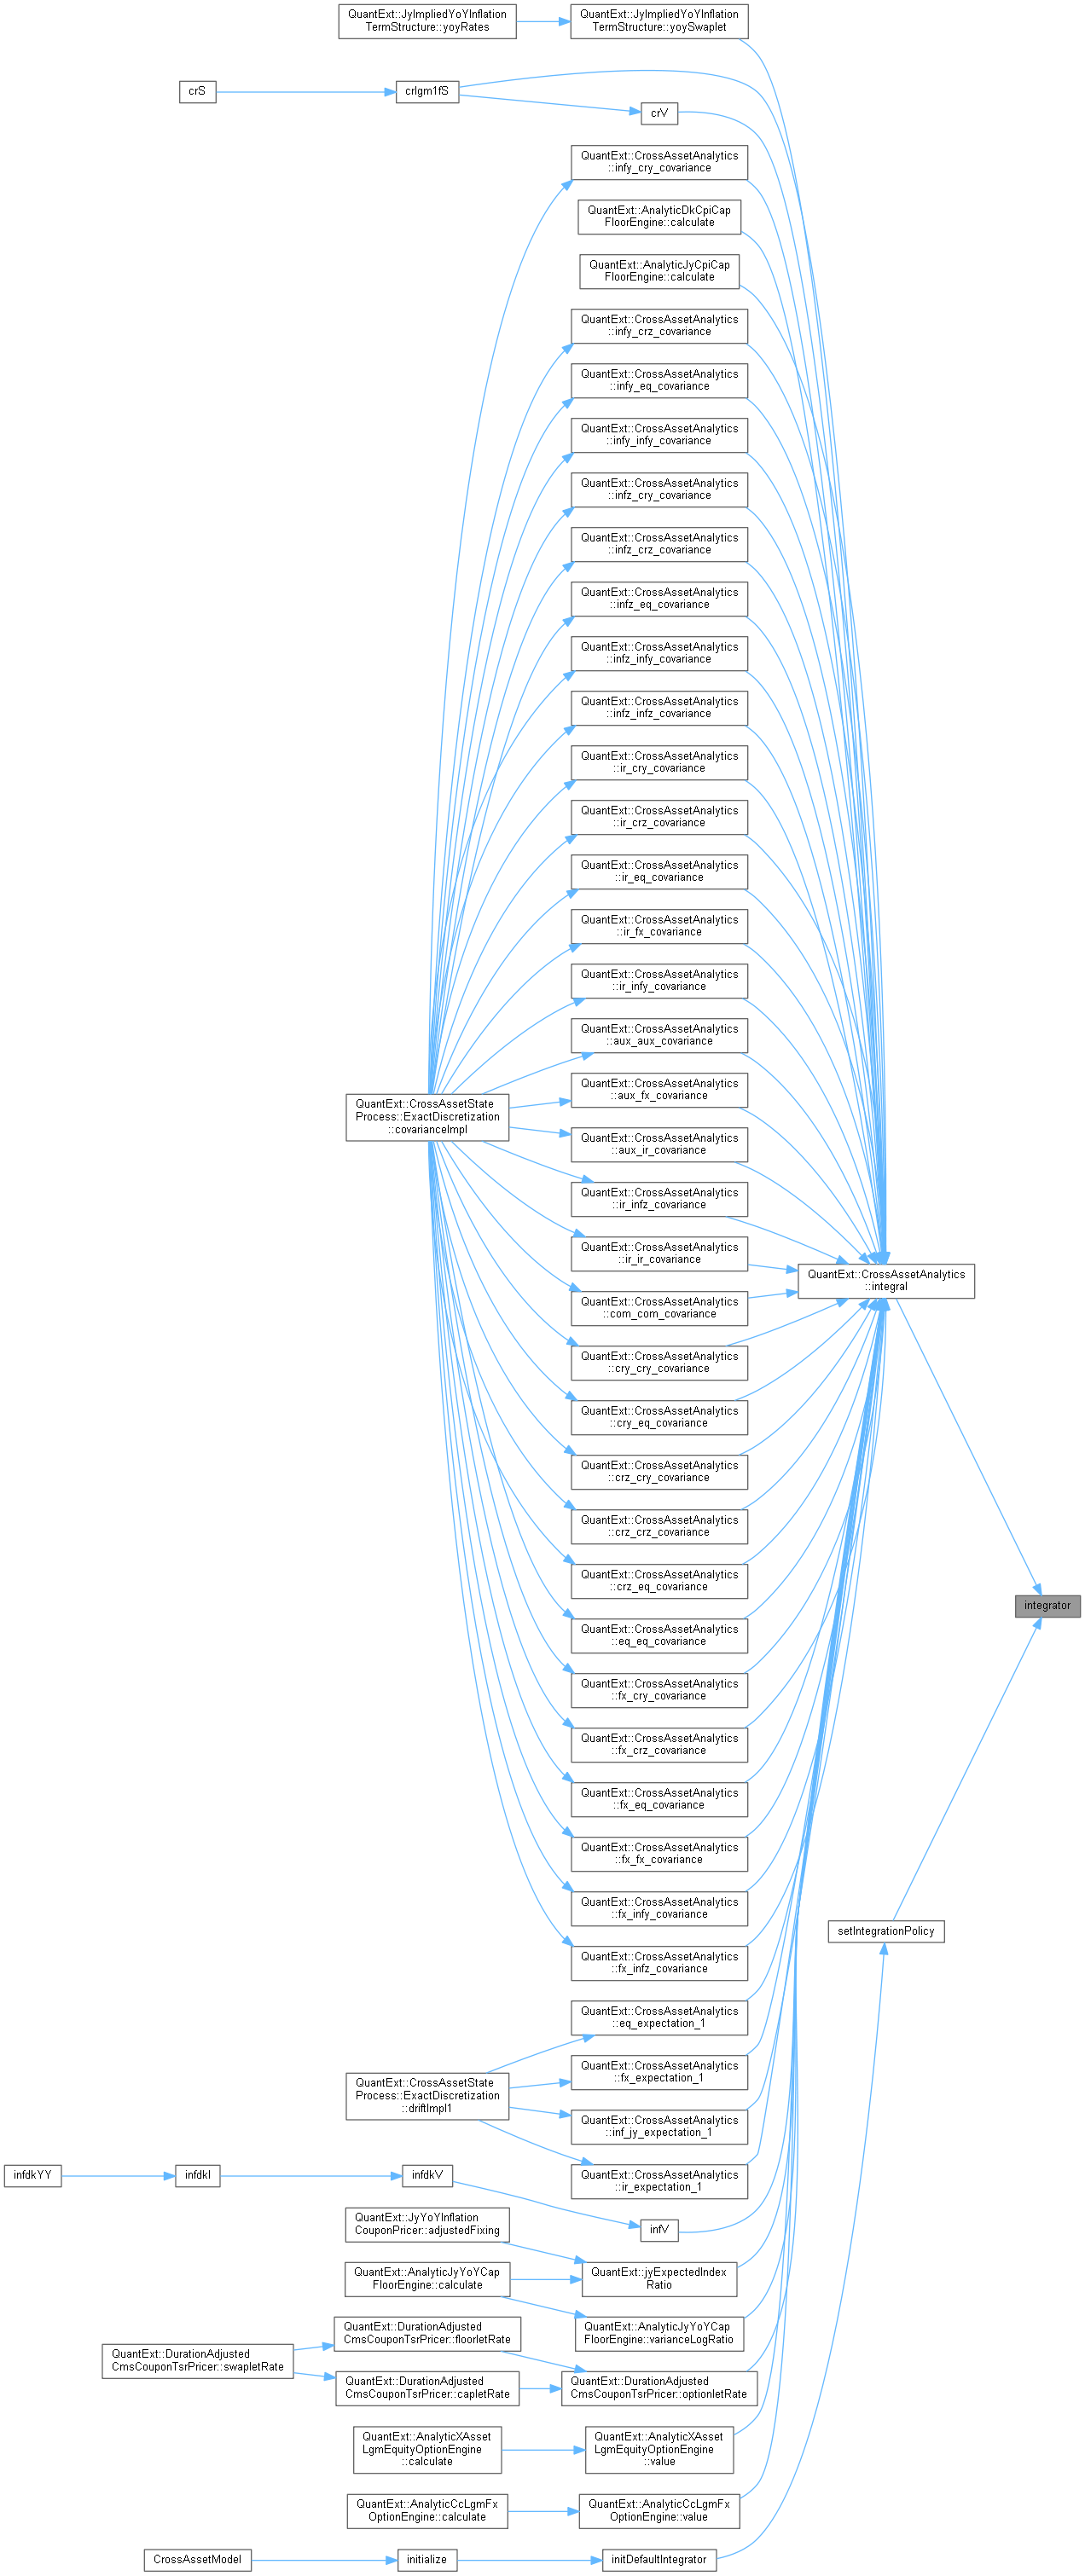 QuantExt::JyImpliedYoYInflation
TermStructure::yoyRates
QuantExt::JyImpliedYoYInflation
TermStructure::yoySwaplet
crS
crlgm1fS
crV
QuantExt::CrossAssetAnalytics
::infy_cry_covariance
QuantExt::AnalyticDkCpiCap
FloorEngine::calculate
QuantExt::AnalyticJyCpiCap
FloorEngine::calculate
QuantExt::CrossAssetAnalytics
::infy_crz_covariance
QuantExt::CrossAssetAnalytics
::infy_eq_covariance
QuantExt::CrossAssetAnalytics
::infy_infy_covariance
QuantExt::CrossAssetAnalytics
::infz_cry_covariance
QuantExt::CrossAssetAnalytics
::infz_crz_covariance
QuantExt::CrossAssetAnalytics
::infz_eq_covariance
QuantExt::CrossAssetAnalytics
::infz_infy_covariance
QuantExt::CrossAssetAnalytics
::infz_infz_covariance
QuantExt::CrossAssetAnalytics
::ir_cry_covariance
QuantExt::CrossAssetAnalytics
::ir_crz_covariance
QuantExt::CrossAssetAnalytics
::ir_eq_covariance
QuantExt::CrossAssetAnalytics
::ir_fx_covariance
QuantExt::CrossAssetAnalytics
::ir_infy_covariance
QuantExt::CrossAssetAnalytics
::aux_aux_covariance
QuantExt::CrossAssetAnalytics
::aux_fx_covariance
QuantExt::CrossAssetState
Process::ExactDiscretization
::covarianceImpl
QuantExt::CrossAssetAnalytics
::aux_ir_covariance
QuantExt::CrossAssetAnalytics
::ir_infz_covariance
QuantExt::CrossAssetAnalytics
::ir_ir_covariance
QuantExt::CrossAssetAnalytics
::integral
QuantExt::CrossAssetAnalytics
::com_com_covariance
QuantExt::CrossAssetAnalytics
::cry_cry_covariance
QuantExt::CrossAssetAnalytics
::cry_eq_covariance
QuantExt::CrossAssetAnalytics
::crz_cry_covariance
QuantExt::CrossAssetAnalytics
::crz_crz_covariance
QuantExt::CrossAssetAnalytics
::crz_eq_covariance
integrator
QuantExt::CrossAssetAnalytics
::eq_eq_covariance
QuantExt::CrossAssetAnalytics
::fx_cry_covariance
QuantExt::CrossAssetAnalytics
::fx_crz_covariance
QuantExt::CrossAssetAnalytics
::fx_eq_covariance
QuantExt::CrossAssetAnalytics
::fx_fx_covariance
QuantExt::CrossAssetAnalytics
::fx_infy_covariance
setIntegrationPolicy
QuantExt::CrossAssetAnalytics
::fx_infz_covariance
QuantExt::CrossAssetAnalytics
::eq_expectation_1
QuantExt::CrossAssetAnalytics
::fx_expectation_1
QuantExt::CrossAssetState
Process::ExactDiscretization
::driftImpl1
QuantExt::CrossAssetAnalytics
::inf_jy_expectation_1
QuantExt::CrossAssetAnalytics
::ir_expectation_1
infdkYY
infdkI
infdkV
infV
QuantExt::JyYoYInflation
CouponPricer::adjustedFixing
QuantExt::AnalyticJyYoYCap
FloorEngine::calculate
QuantExt::jyExpectedIndex
Ratio
QuantExt::AnalyticJyYoYCap
FloorEngine::varianceLogRatio
QuantExt::DurationAdjusted
CmsCouponTsrPricer::floorletRate
QuantExt::DurationAdjusted
CmsCouponTsrPricer::swapletRate
QuantExt::DurationAdjusted
CmsCouponTsrPricer::capletRate
QuantExt::DurationAdjusted
CmsCouponTsrPricer::optionletRate
QuantExt::AnalyticXAsset
LgmEquityOptionEngine
::calculate
QuantExt::AnalyticXAsset
LgmEquityOptionEngine
::value
QuantExt::AnalyticCcLgmFx
OptionEngine::calculate
QuantExt::AnalyticCcLgmFx
OptionEngine::value
CrossAssetModel
initialize
initDefaultIntegrator